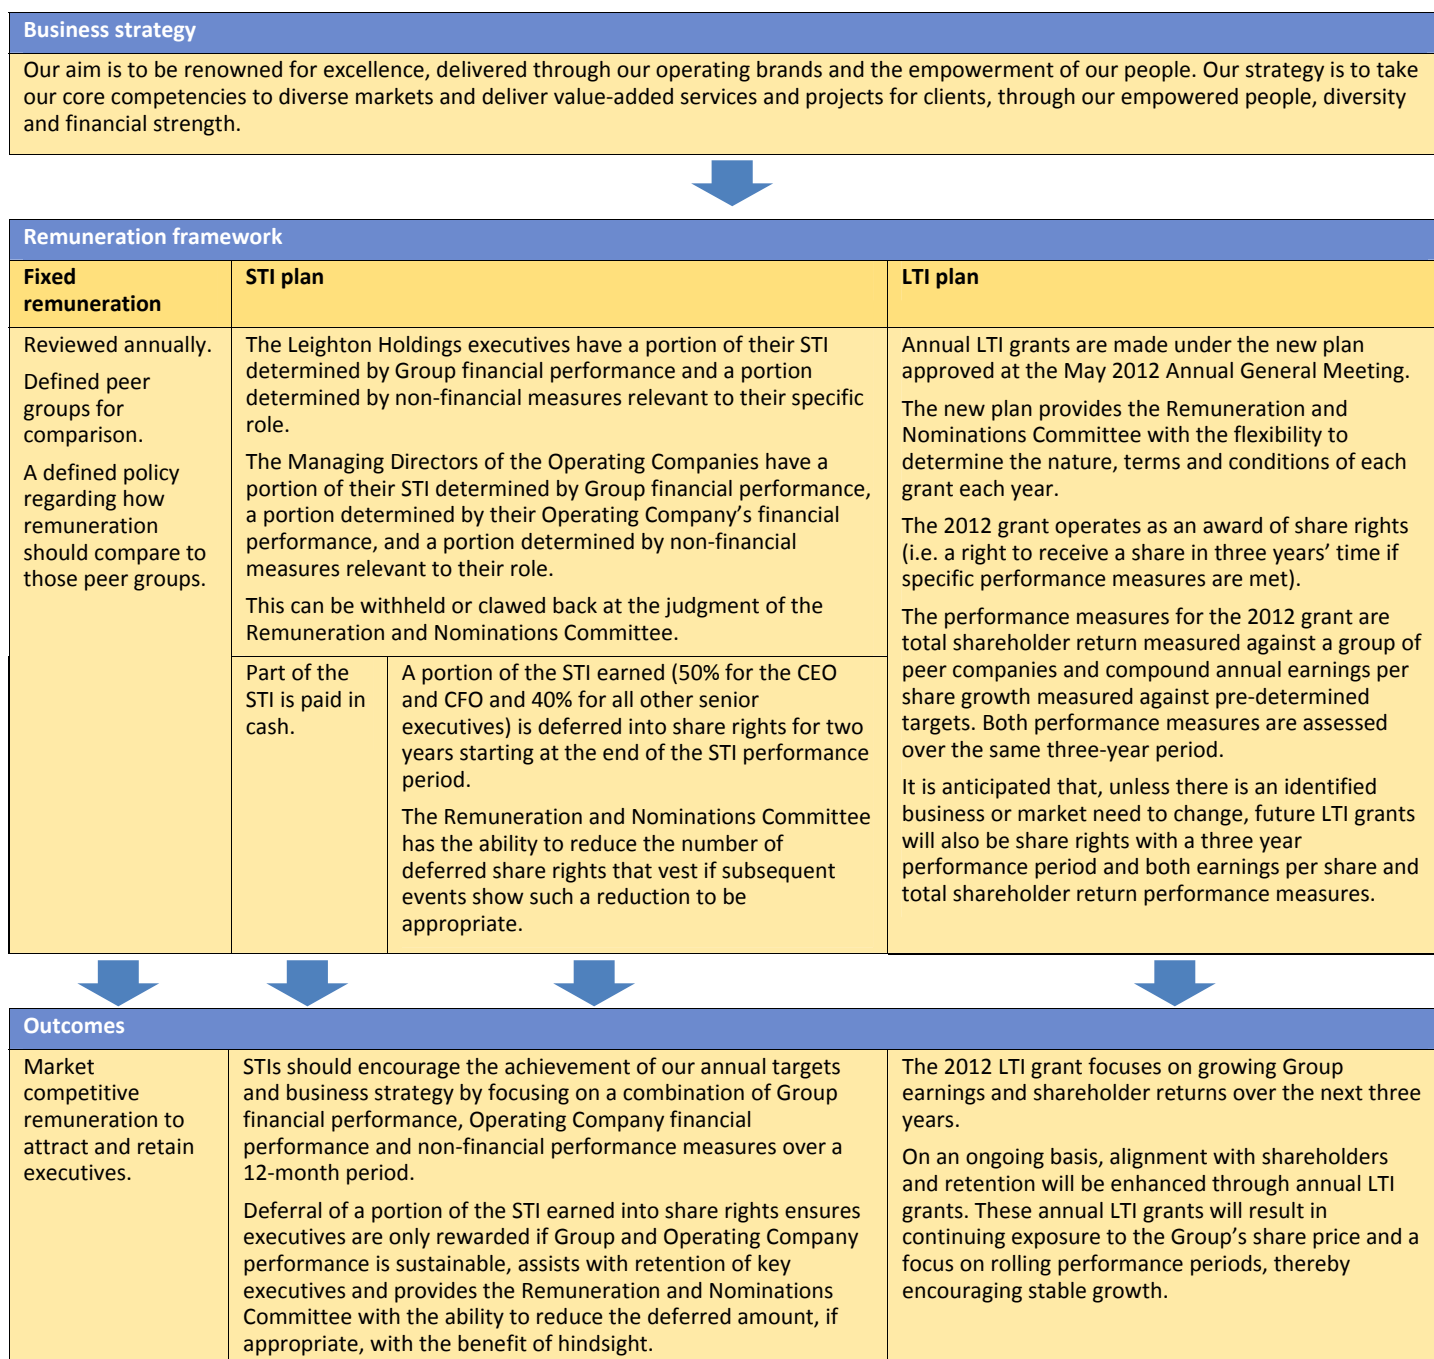 Business strategy
Our aim is to be renowned for excellence, delivered through our operating brands and the empowerment of our people. Our strategy is to take
our core competencies to diverse markets and deliver value-added services and projects for clients, through our empowered people, diversity
and financial strength.
Remuneration framework
Fixed
remuneration
STI plan
LTI plan
Reviewed annually.
Defined peer
groups for
comparison.
A defined policy
regarding how
remuneration
should compare to
those peer groups.
The Leighton Holdings executives have a portion of their STI
determined by Group financial performance and a portion
determined by non-financial measures relevant to their specific
role.
The Managing Directors of the Operating Companies have a
portion of their STI determined by Group financial performance,
a portion determined by their Operating Company's financial
performance, and a portion determined by non-financial
measures relevant to their role.
This can be withheld or clawed back at the judgment of the
Remuneration and Nominations Committee.
Part of the
STI is paid in
cash.
A portion of the STI earned (50% for the CEO
and CFO and 40% for all other senior
executives) is deferred into share rights for two
years starting at the end of the STI performance
period.
The Remuneration and Nominations Committee
has the ability to reduce the number of
deferred share rights that vest if subsequent
events show such a reduction to be
appropriate.
Annual LTI grants are made under the new plan
approved at the May 2012 Annual General Meeting.
The new plan provides the Remuneration and
Nominations Committee with the flexibility to
determine the nature, terms and conditions of each
grant each year.
The 2012 grant operates as an award of share rights
(i.e. a right to receive a share in three years' time if
specific performance measures are met).
The performance measures for the 2012 grant are
total shareholder return measured against a group of
peer companies and compound annual earnings per
share growth measured against pre-determined
targets. Both performance measures are assessed
over the same three-year period.
It is anticipated that, unless there is an identified
business or market need to change, future LTI grants
will also be share rights with a three year
performance period and both earnings per share and
total shareholder return performance measures.
Outcomes
Market
competitive
remuneration to
attract and retain
executives.
STIs should encourage the achievement of our annual targets
and business strategy by focusing on a combination of Group
financial performance, Operating Company financial
performance and non-financial performance measures over a
12-month period.
Deferral of a portion of the STI earned into share rights ensures
executives are only rewarded if Group and Operating Company
performance is sustainable, assists with retention of key
executives and provides the Remuneration and Nominations
Committee with the ability to reduce the deferred amount, if
appropriate, with the benefit of hindsight.
The 2012 LTI grant focuses on growing Group
earnings and shareholder returns over the next three
years.
On an ongoing basis, alignment with shareholders
and retention will be enhanced through annual LTI
grants. These annual LTI grants will result in
continuing exposure to the Group's share price and a
focus on rolling performance periods, thereby
encouraging stable growth.